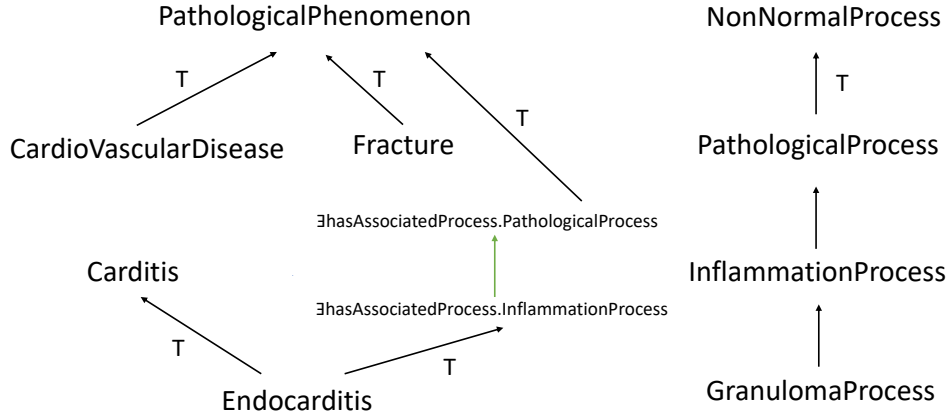 PathologicalPhenomenon
NonNormalProcess
T
T
T
T
CardioVascularDisease
Fracture
PathologicalProcess
∃hasAssociatedProcess.PathologicalProcess
Carditis
InflammationProcess
∃hasAssociatedProcess.InflammationProcess
T
T
Endocarditis
GranulomaProcess